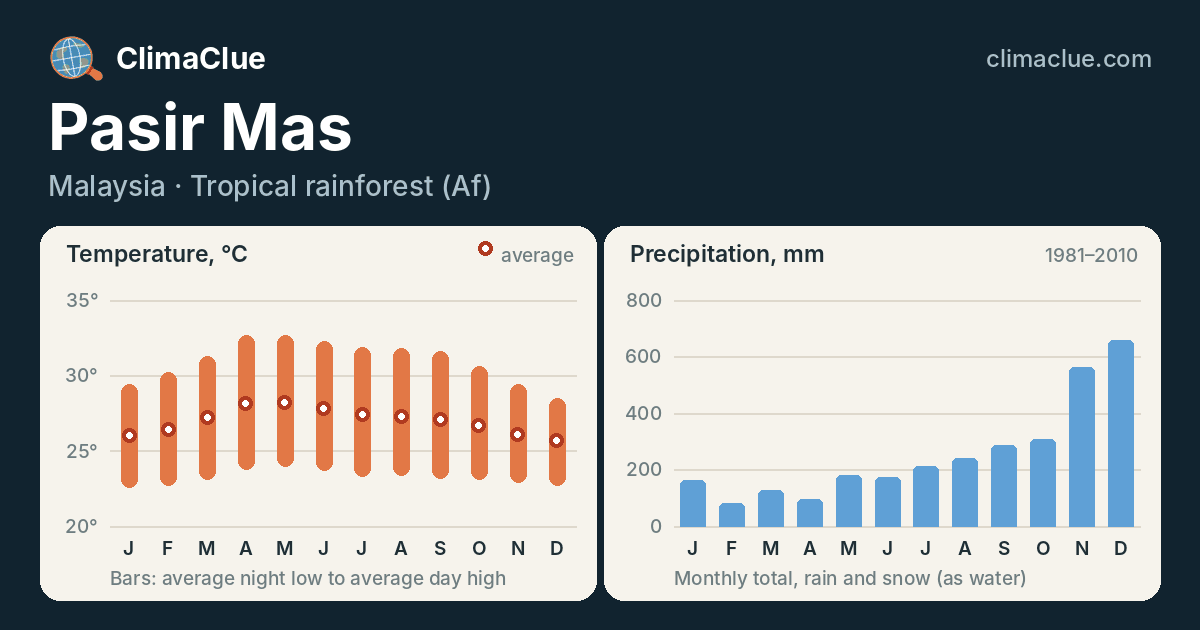 ClimaClue
climaclue.com
Pasir Mas
Malaysia · Tropical rainforest (Af)
Temperature, °C
average
35°
30°
25°
20°
J F M A M J J A S O N D
Bars: average night low to average day high
Precipitation, mm
1981–2010
800
600
400
200
0
J F M A M J J A S O N D
Monthly total, rain and snow (as water)